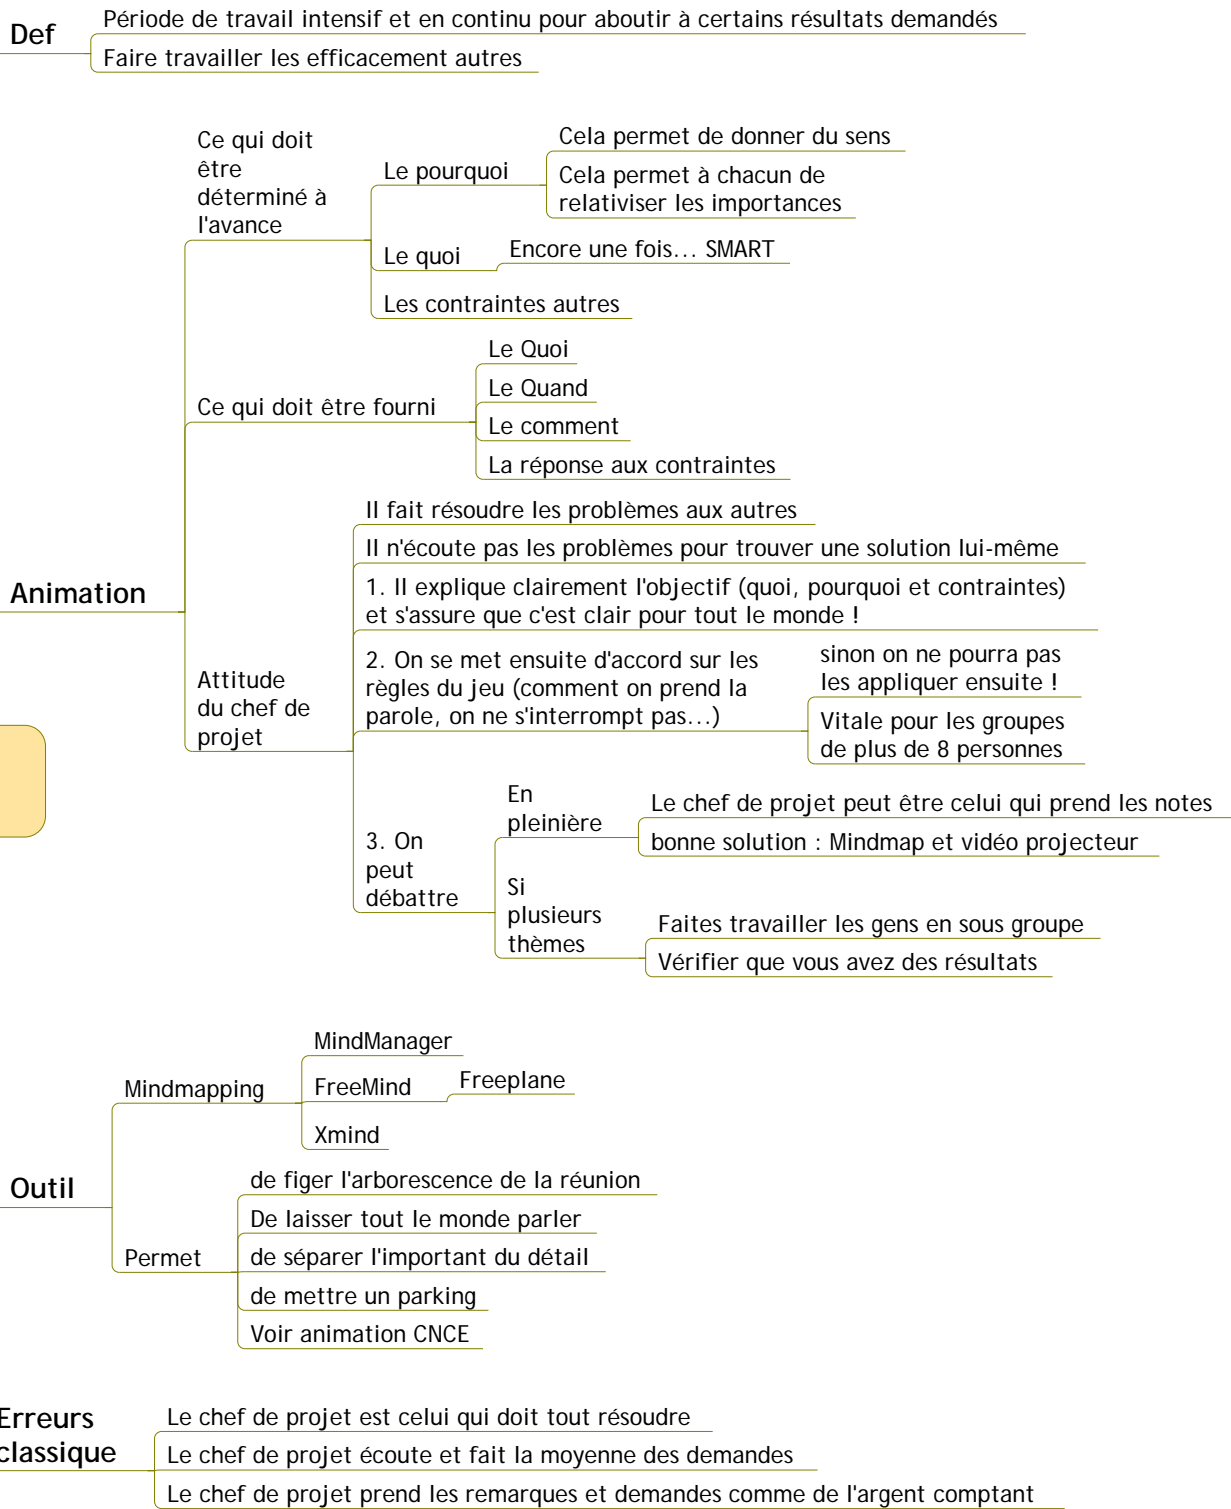 Def
Période de travail intensif et en continu pour aboutir à certains résultats demandés
Faire travailler les efficacement autres
Animation
Ce qui doit
être
déterminé à
l'avance
Le pourquoi
Cela permet de donner du sens
Cela permet à chacun de
relativiser les importances
Le quoi
Encore une fois... SMART
Les contraintes autres
Ce qui doit être fourni
Le Quoi
Le Quand
Le comment
La réponse aux contraintes
Attitude
du chef de
projet
Il fait résoudre les problèmes aux autres
Il n'écoute pas les problèmes pour trouver une solution lui-même
1. Il explique clairement l'objectif (quoi, pourquoi et contraintes)
et s'assure que c'est clair pour tout le monde !
2. On se met ensuite d'accord sur les
règles du jeu (comment on prend la
parole, on ne s'interrompt pas...)
sinon on ne pourra pas
les appliquer ensuite !
Vitale pour les groupes
de plus de 8 personnes
3. On
peut
débattre
En
pleinière
Le chef de projet peut être celui qui prend les notes
bonne solution : Mindmap et vidéo projecteur
Si
plusieurs
thèmes
Faites travailler les gens en sous groupe
Vérifier que vous avez des résultats
Outil
Mindmapping
MindManager
FreeMind
Freeplane
Xmind
Permet
de figer l'arborescence de la réunion
De laisser tout le monde parler
de séparer l'important du détail
de mettre un parking
Voir animation CNCE
Erreurs
classique
Le chef de projet est celui qui doit tout résoudre
Le chef de projet écoute et fait la moyenne des demandes
Le chef de projet prend les remarques et demandes comme de l'argent comptant